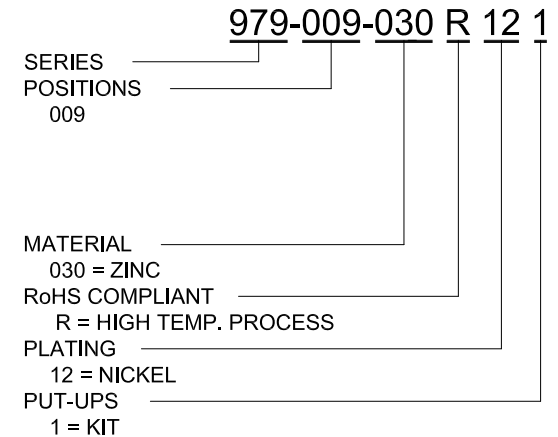 979-009-030 R 12 1
SERIES
POSITIONS
009
MATERIAL
030 = ZINC
RoHS COMPLIANT
R = HIGH TEMP. PROCESS
PLATING
12 = NICKEL
PUT-UPS
1 = KIT